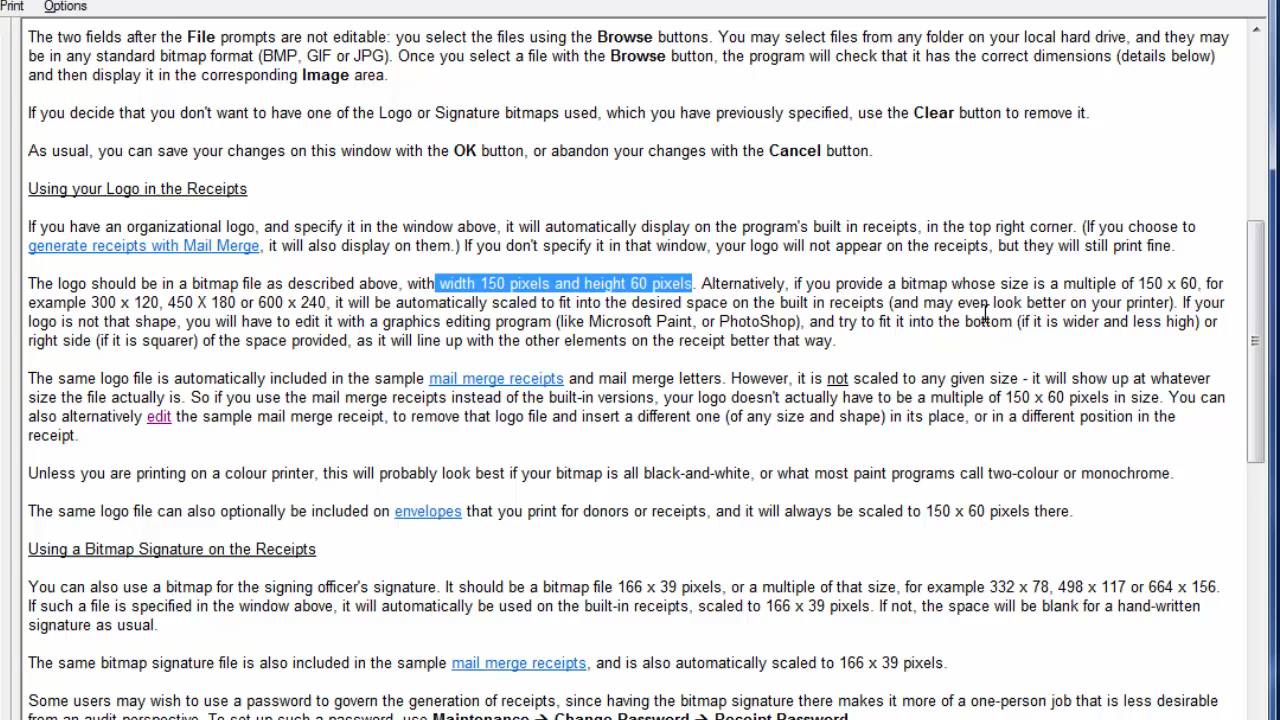 Print Options
The two fields after the File prompts are not editable: you select the files using the Browse buttons. You may select files from any folder on your local hard drive, and they may
be in any standard bitmap format (BMP, GIF or JPG). Once you select a file with the Browse button, the program will check that it has the correct dimensions (details below)
and then display it in the corresponding Image area.
If you decide that you don't want to have one of the Logo or Signature bitmaps used, which you have previously specified, use the Clear button to remove it.
As usual, you can save your changes on this window with the OK button, or abandon your changes with the Cancel button.
Using your Logo in the Receipts
If you have an organizational logo, and specify it in the window above, it will automatically display on the program's built in receipts, in the top right corner. (If you choose to
generate receipts with Mail Merge, it will also display on them.) If you don't specify it in that window, your logo will not appear on the receipts, but they will still print fine.
The logo should be in a bitmap file as described above, with width 150 pixels and height 60 pixels. Alternatively, if you provide a bitmap whose size is a multiple of 150 x 60, for
example 300 x 120, 450 X 180 or 600 x 240, it will be automatically scaled to fit into the desired space on the built in receipts (and may even look better on your printer). If your
logo is not that shape, you will have to edit it with a graphics editing program (like Microsoft Paint, or PhotoShop), and try to fit it into the bottom (if it is wider and less high) or
right side (if it is squarer) of the space provided, as it will line up with the other elements on the receipt better that way.
The same logo file is automatically included in the sample mail merge receipts and mail merge letters. However, it is not scaled to any given size - it will show up at whatever
size the file actually is. So if you use the mail merge receipts instead of the built-in versions, your logo doesn't actually have to be a multiple of 150 x 60 pixels in size. You can
also alternatively edit the sample mail merge receipt, to remove that logo file and insert a different one (of any size and shape) in its place, or in a different position in the
receipt.
Unless you are printing on a colour printer, this will probably look best if your bitmap is all black-and-white, or what most paint programs call two-colour or monochrome.
The same logo file can also optionally be included on envelopes that you print for donors or receipts, and it will always be scaled to 150 x 60 pixels there.
Using a Bitmap Signature on the Receipts
You can also use a bitmap for the signing officer's signature. It should be a bitmap file 166 x 39 pixels, or a multiple of that size, for example 332 x 78, 498 x 117 or 664 x 156.
If such a file is specified in the window above, it will automatically be used on the built-in receipts, scaled to 166 x 39 pixels. If not, the space will be blank for a hand-written
signature as usual.
The same bitmap signature file is also included in the sample mail merge receipts, and is also automatically scaled to 166 x 39 pixels.
Some users may wish to use a password to govern the generation of receipts, since having the bitmap signature there makes it more of a one-person job that is less desirable
from an audit perspective. To set up such a password, use Maintenance → Change Password → Receipt Password.